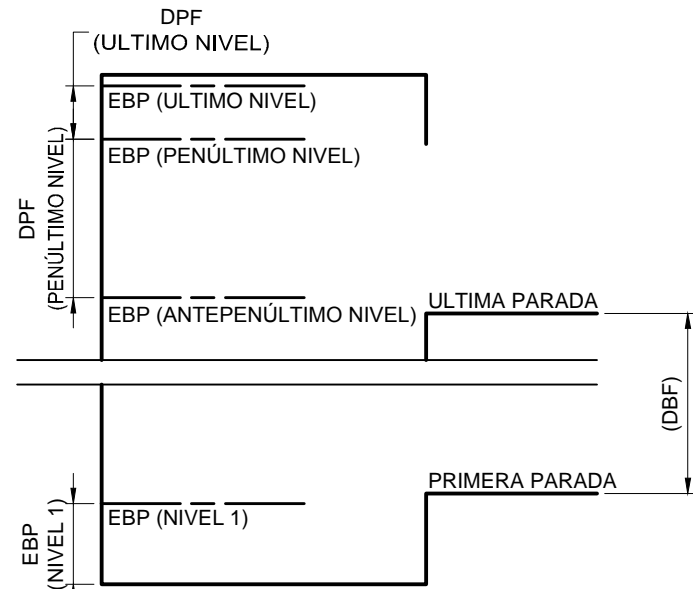 DPF
(ULTIMO NIVEL)
EBP (ULTIMO NIVEL)
EBP (PENÚLTIMO NIVEL)
DPF
(PENÚLTIMO NIVEL)
ULTIMA PARADA
EBP (ANTEPENÚLTIMO NIVEL)
(DBF)
PRIMERA PARADA
EBP (NIVEL 1)
EBP
(NIVEL 1)